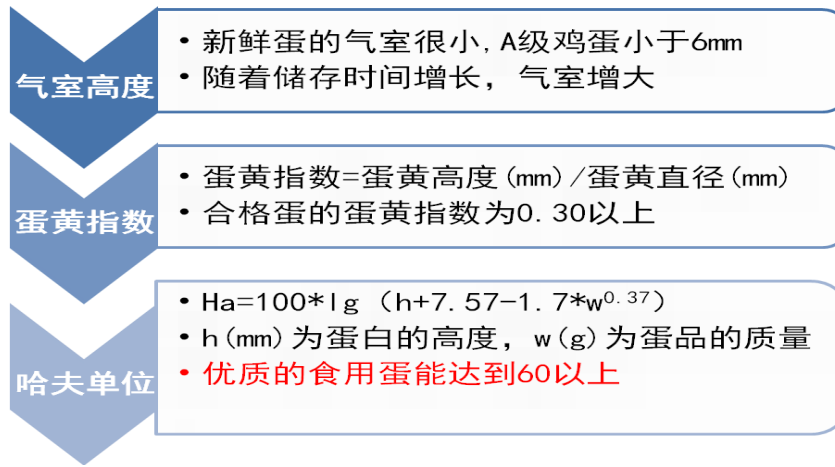 气室高度
• 新鲜蛋的气室很小,A级鸡蛋小于6mm
• 随着储存时间增长，气室增大
蛋黄指数
• 蛋黄指数=蛋黄高度(mm)/蛋黄直径(mm)
• 合格蛋的蛋黄指数为0.30以上
哈夫单位
• Ha=100*lg（h+7.57-1.7*w^0.37）
• h(mm)为蛋白的高度，w(g)为蛋品的质量
• 优质的食用蛋能达到60以上